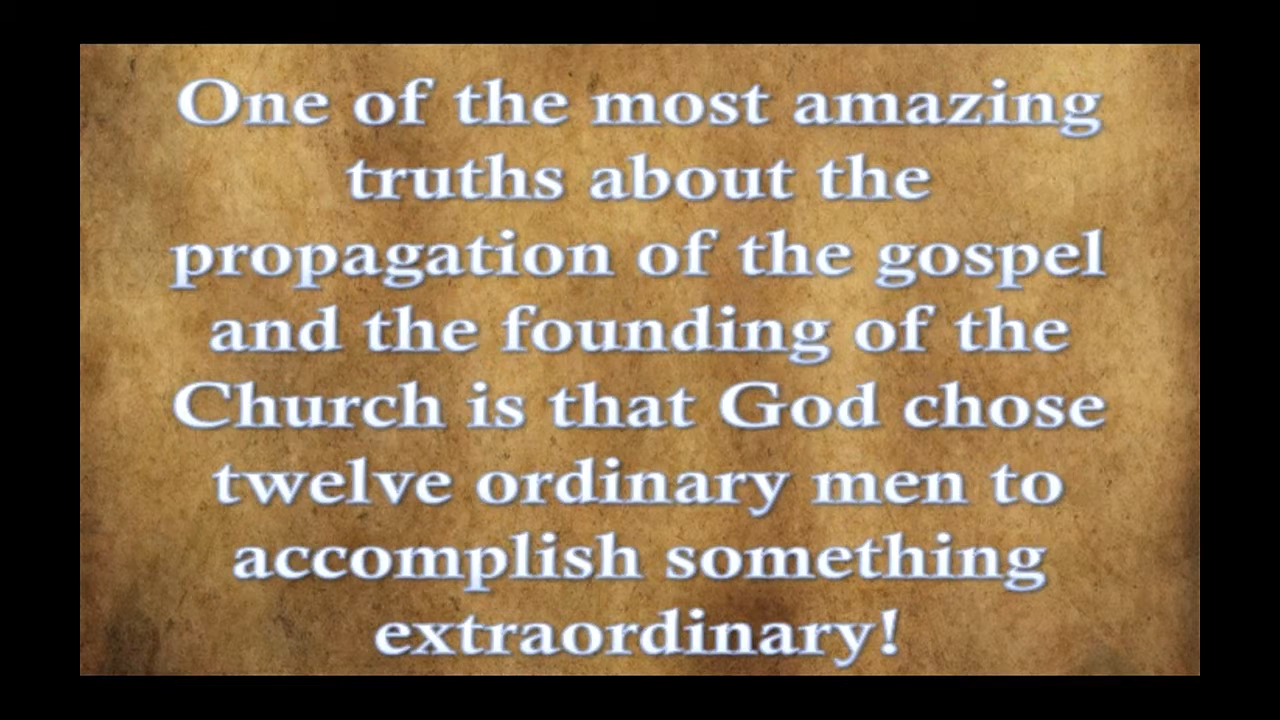 One of the most amazing
truths about the
propagation of the gospel
and the founding of the
Church is that God chose
twelve ordinary men to
accomplish something
extraordinary!